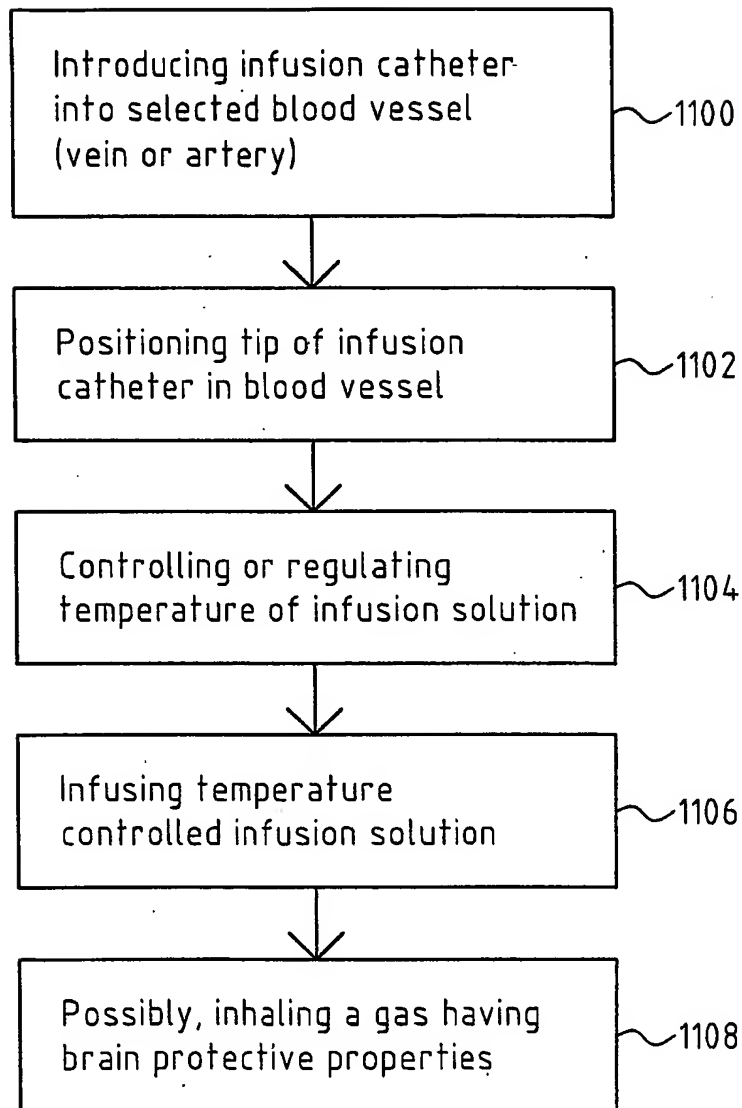 Introducing infusion catheter
into selected blood vessel
(vein or artery)
1100
Positioning tip of infusion
catheter in blood vessel
1102
Controlling or regulating
temperature of infusion solution
1104
Infusing temperature
controlled infusion solution
1106
Possibly, inhaling a gas having
brain protective properties
1108